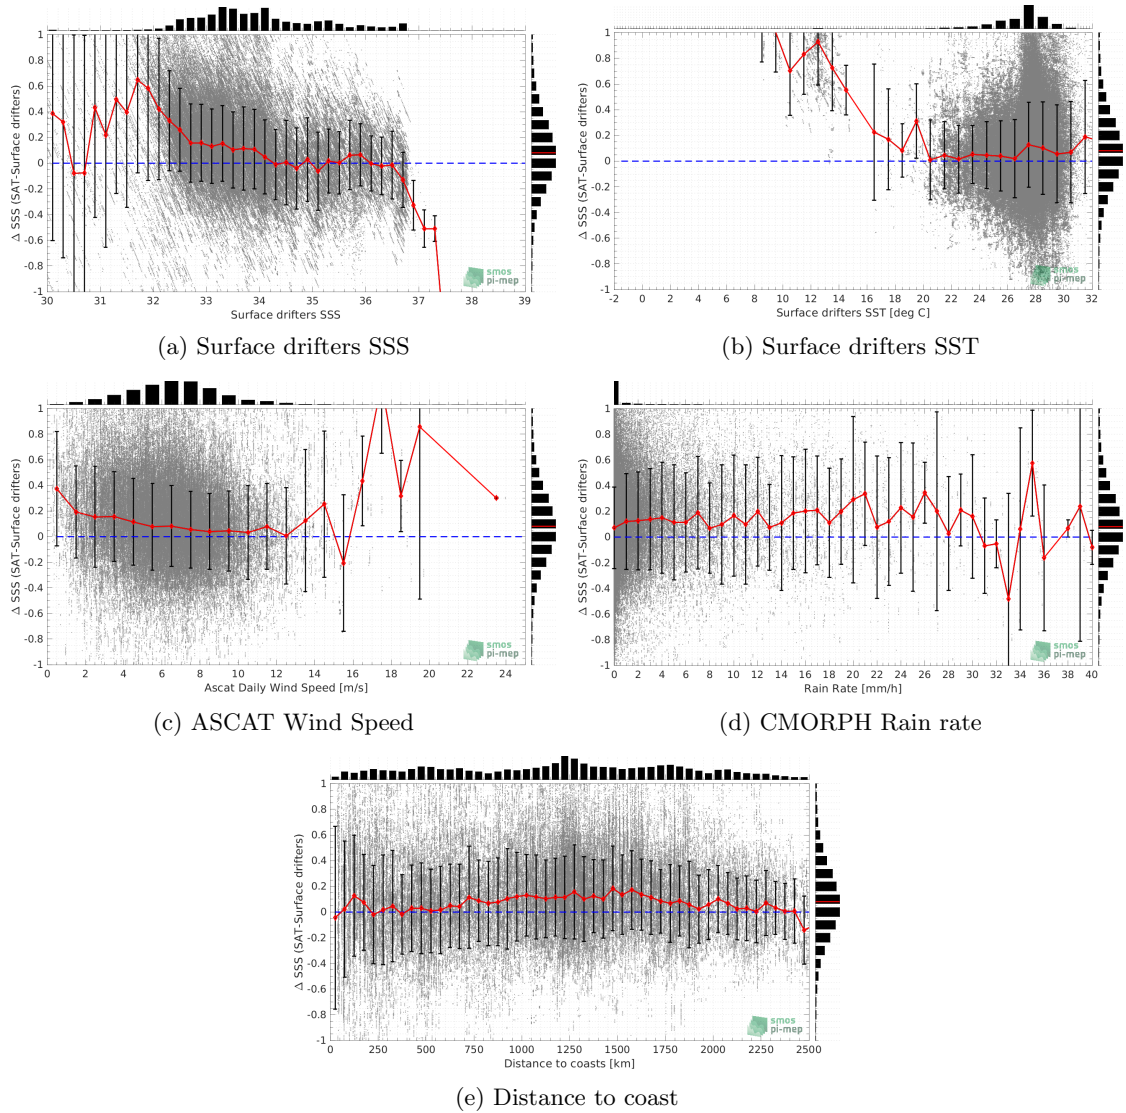 1
0.8
0.6
0.4
0.2
0
-0.2
-0.4
-0.6
-0.8
-1
Δ SSS (SAT-Surface drifters)
smos
pi-mep
30 31 32 33 34 35 36 37 38 39
Surface drifters SSS
(a) Surface drifters SSS
1
0.8
0.6
0.4
0.2
0
-0.2
-0.4
-0.6
-0.8
-1
Δ SSS (SAT-Surface drifters)
smos
pi-mep
-2 0 2 4 6 8 10 12 14 16 18 20 22 24 26 28 30 32
Surface drifters SST [deg C]
(b) Surface drifters SST
1
0.8
0.6
0.4
0.2
0
-0.2
-0.4
-0.6
-0.8
-1
Δ SSS (SAT-Surface drifters)
smos
pi-mep
0 2 4 6 8 10 12 14 16 18 20 22 24
Ascat Daily Wind Speed [m/s]
(c) ASCAT Wind Speed
1
0.8
0.6
0.4
0.2
0
-0.2
-0.4
-0.6
-0.8
-1
Δ SSS (SAT-Surface drifters)
smos
pi-mep
0 2 4 6 8 10 12 14 16 18 20 22 24 26 28 30 32 34 36 38 40
Rain Rate [mm/h]
(d) CMORPH Rain rate
1
0.8
0.6
0.4
0.2
0
-0.2
-0.4
-0.6
-0.8
-1
Δ SSS (SAT-Surface drifters)
smos
pi-mep
0 250 500 750 1000 1250 1500 1750 2000 2250 2500
Distance to coasts [km]
(e) Distance to coast